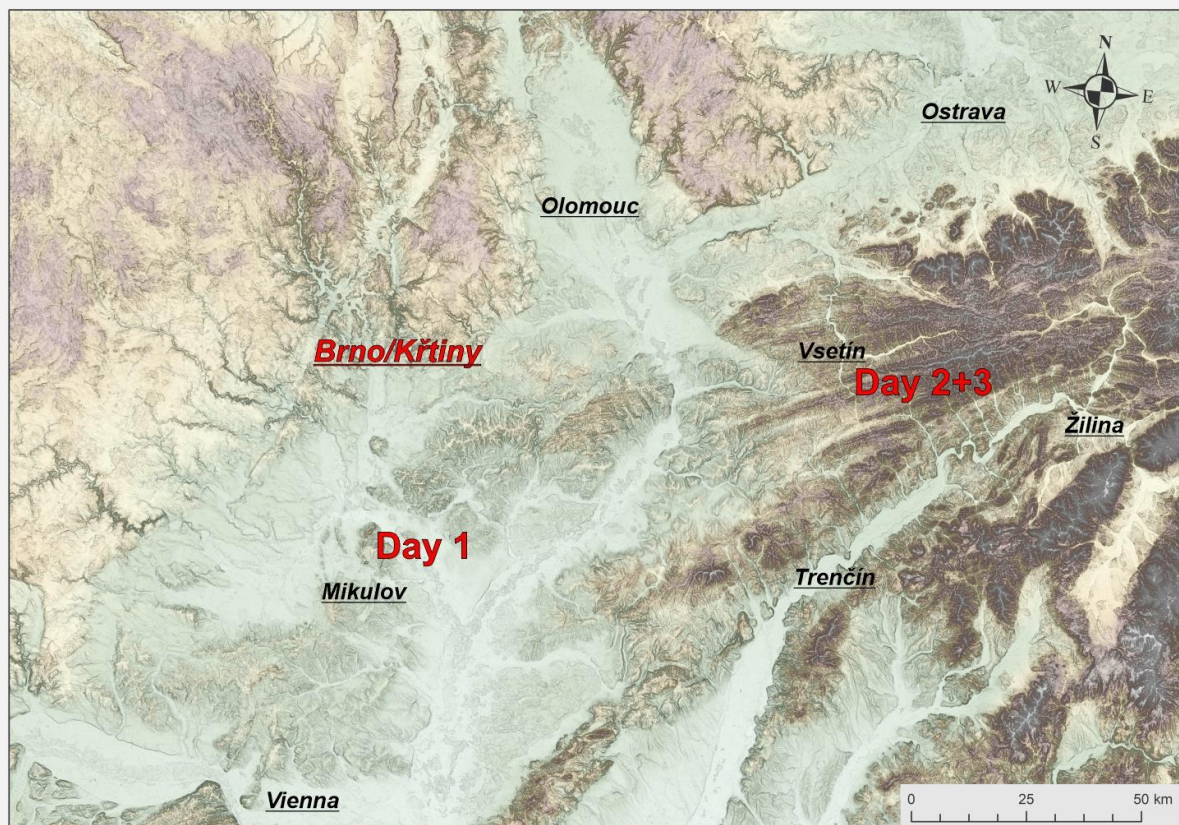 N
W E
S
Ostrava
Olomouc
Brno/Křtiny
Vsetín
Day 2+3
Žilina
Day 1
Mikulov
Trenčín
Vienna
0 25 50 km